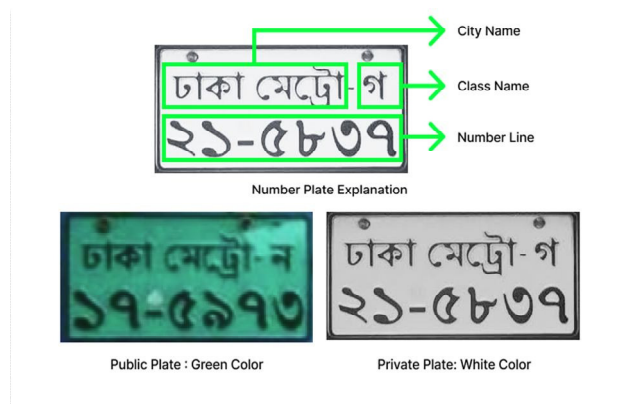 City Name
ঢাকা মেট্রো-গ
Class Name
২১-৫৮৩৭
Number Line
Number Plate Explanation
ঢাকা মেট্রো-ন
১৭-৫৯৭৩
ঢাকা মেট্রো-গ
২১-৫৮৩৭
Public Plate : Green Color
Private Plate: White Color